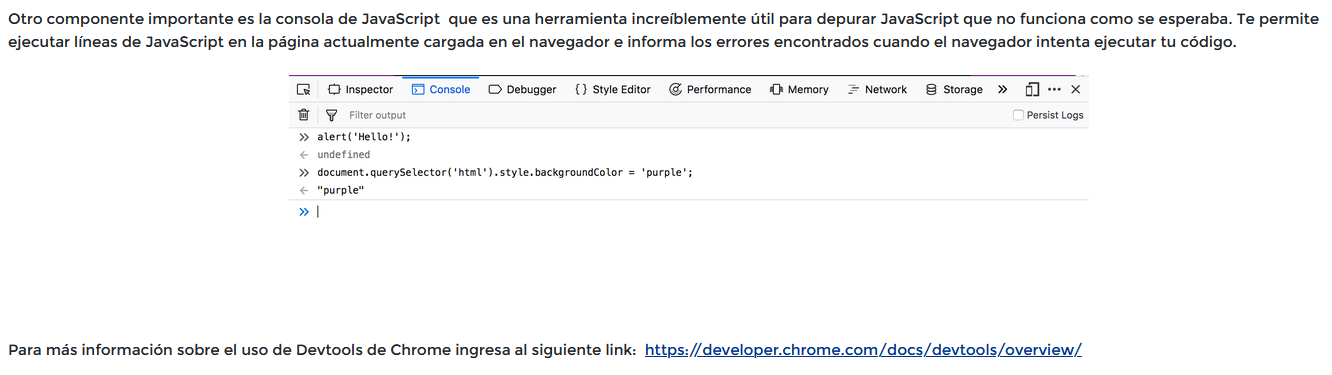 Otro componente importante es la consola de JavaScript  que es una herramienta increíblemente útil para depurar JavaScript que no funciona como se esperaba. Te permite
ejecutar líneas de JavaScript en la página actualmente cargada en el navegador e informa los errores encontrados cuando el navegador intenta ejecutar tu código.
Inspector Console Debugger {} Style Editor Performance Memory Network Storage »
Filter output Persist Logs
» alert('Hello!');
← undefined
» document.querySelector('html').style.backgroundColor = 'purple';
← "purple"
»
Para más información sobre el uso de Devtools de Chrome ingresa al siguiente link:  https://developer.chrome.com/docs/devtools/overview/